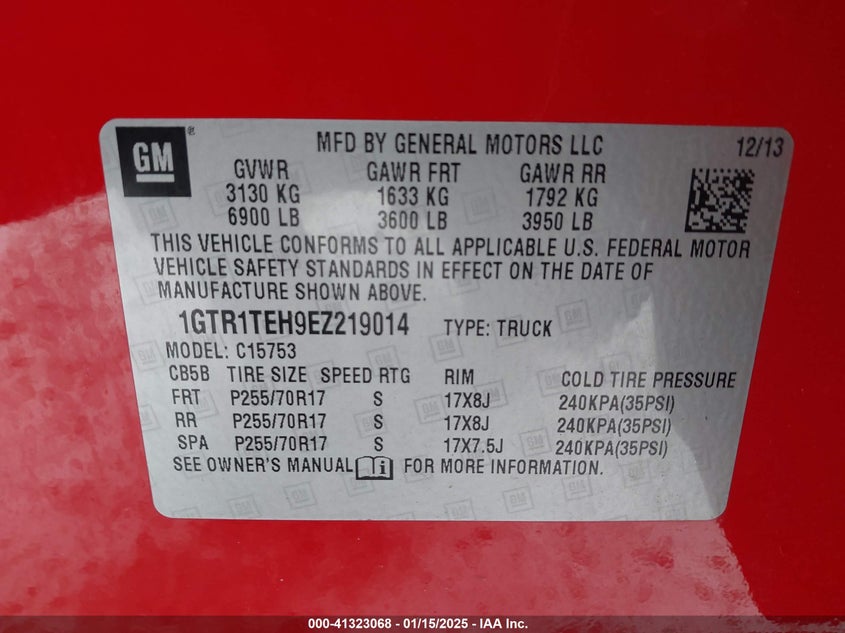 GM
®
MFD BY GENERAL MOTORS LLC 12/13
GVWR GAWR FRT GAWR RR
3130 KG 1633 KG 1792 KG
6900 LB 3600 LB 3950 LB
THIS VEHICLE CONFORMS TO ALL APPLICABLE U.S. FEDERAL MOTOR
VEHICLE SAFETY STANDARDS IN EFFECT ON THE DATE OF
MANUFACTURE SHOWN ABOVE.
1GTR1TEH9EZ219014 TYPE: TRUCK
MODEL: C15753
CB5B TIRE SIZE SPEED RTG RIM COLD TIRE PRESSURE
FRT P255/70R17 S 17X8J 240KPA(35PSI)
RR P255/70R17 S 17X8J 240KPA(35PSI)
SPA P255/70R17 S 17X7.5J 240KPA(35PSI)
SEE OWNER'S MANUAL i FOR MORE INFORMATION.
000-41323068 - 01/15/2025 - IAA Inc.